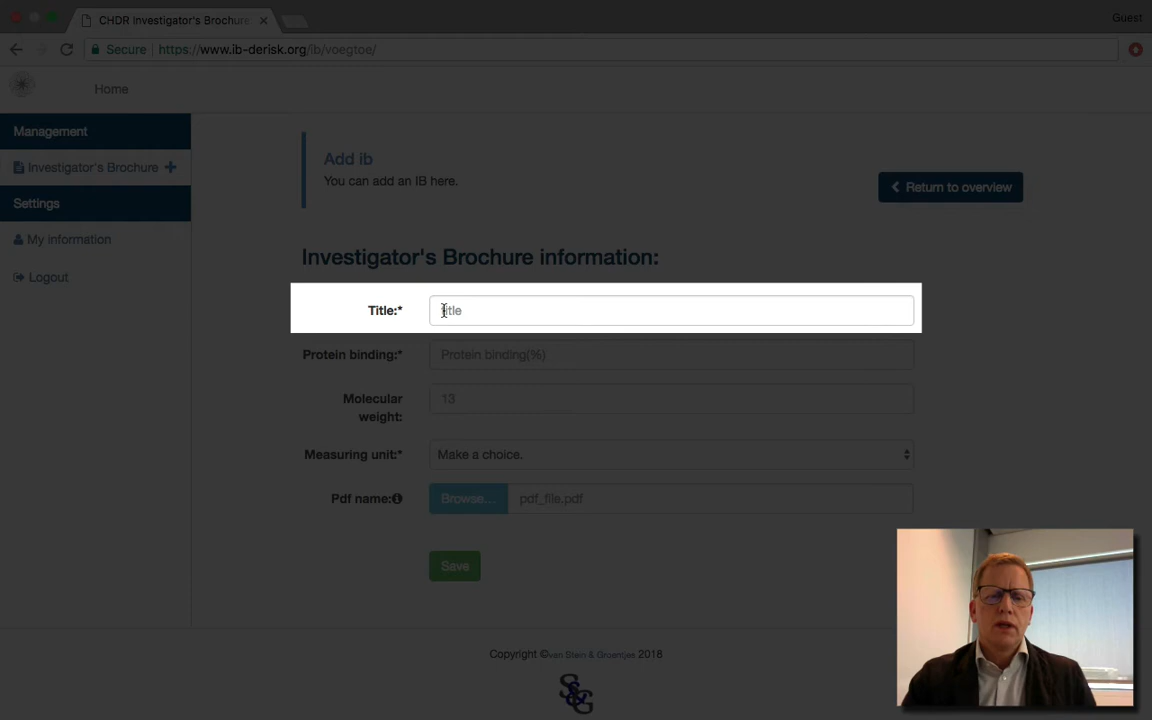 CHDR Investigator's Brochure
Guest
Secure
https://www.ib-derisk.org/ib/voegtoe/
Home
Management
Investigator's Brochure
Settings
My information
Logout
Add ib
You can add an IB here.
Return to overview
Investigator's Brochure information:
Title:*
title
Protein binding:*
Protein binding(%)
Molecular
weight:
13
Measuring unit:*
Make a choice.
Pdf name:
Browse...
pdf_file.pdf
Save
Copyright ©van Stein & Groentjes 2018
S&G